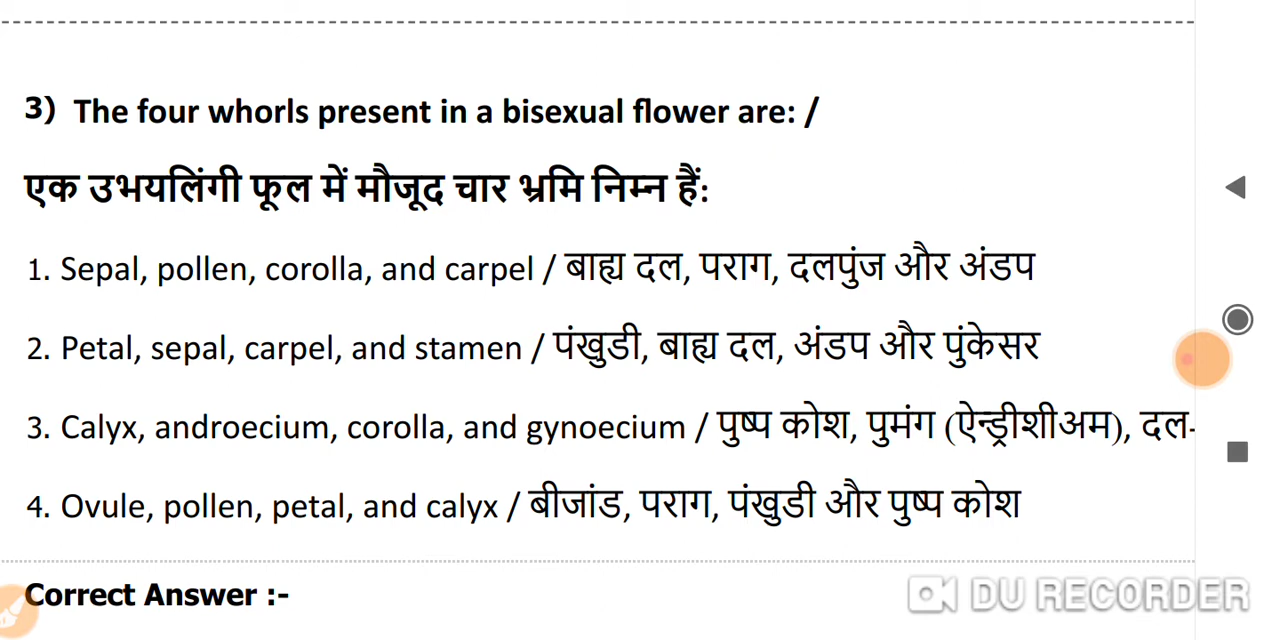 3) The four whorls present in a bisexual flower are: /
एक उभयलिंगी फूल में मौजूद चार भ्रमि निम्न हैं:
1. Sepal, pollen, corolla, and carpel / बाह्य दल, पराग, दलपुंज और अंडप
2. Petal, sepal, carpel, and stamen / पंखुडी, बाह्य दल, अंडप और पुंकेसर
3. Calyx, androecium, corolla, and gynoecium / पुष्प कोश, पुमंग (ऐन्ड्रीशीअम), दल-
4. Ovule, pollen, petal, and calyx / बीजांड, पराग, पंखुडी और पुष्प कोश
Correct Answer :-
DU RECORDER